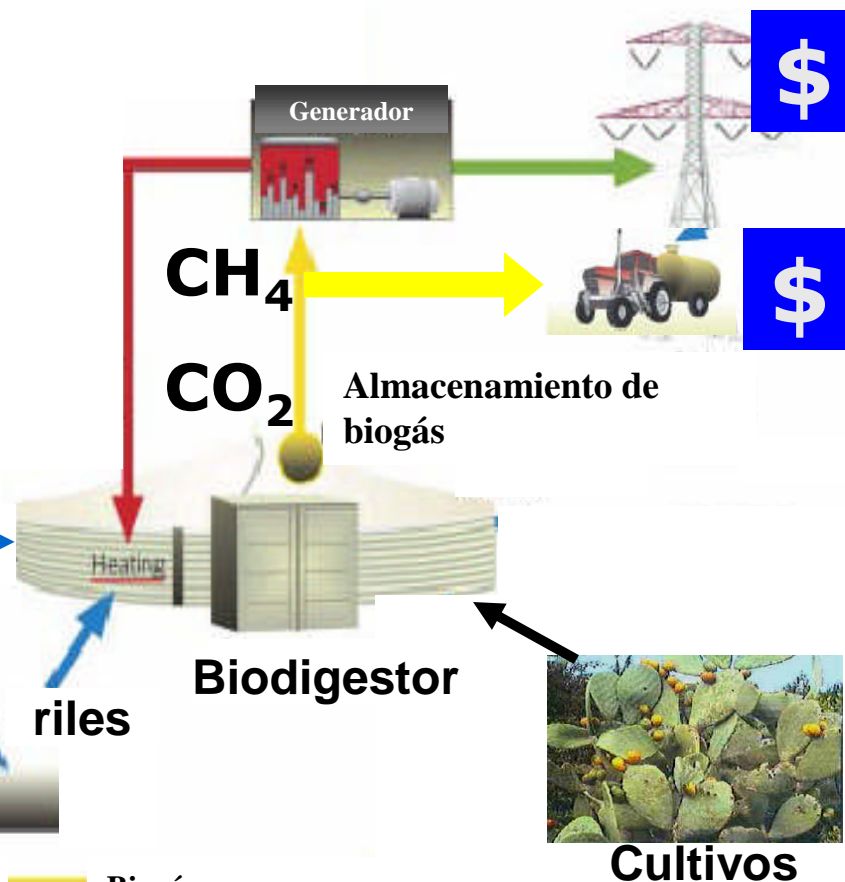 $
Generador
CH₄
$
CO₂
Almacenamiento de
biogás
Heating
Biodigestor
riles
Cultivos